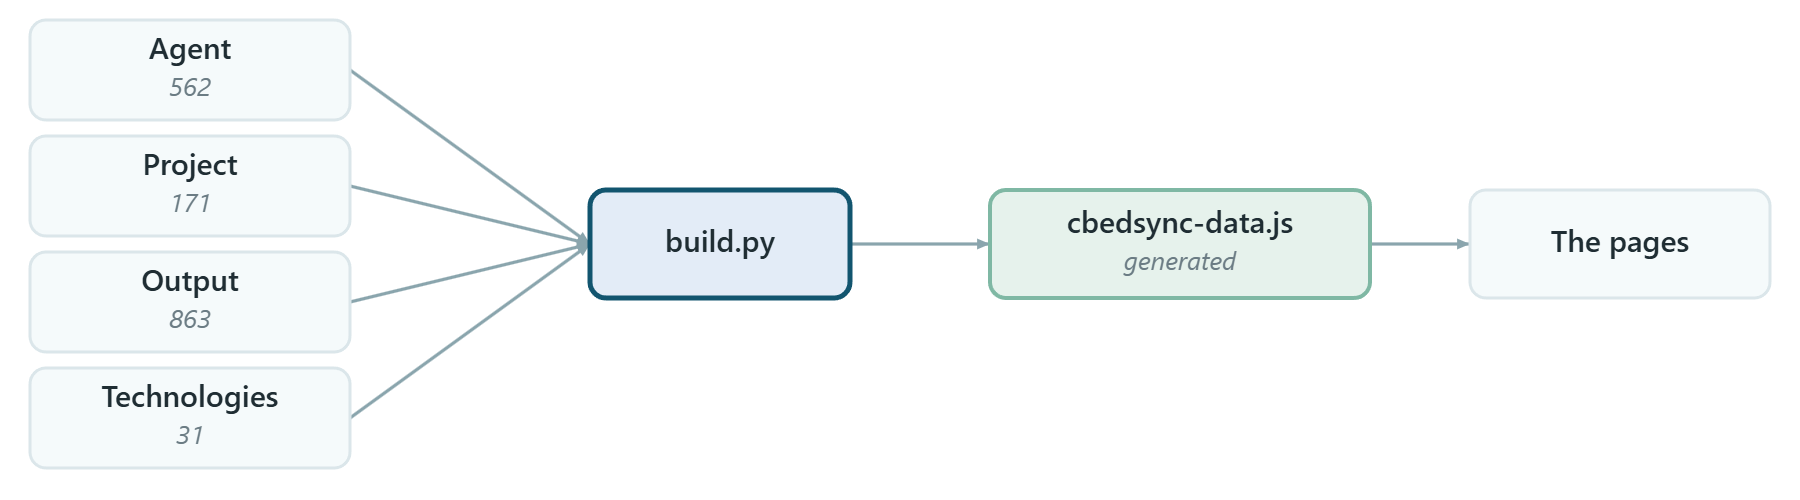 Agent
562
Project
171
Output
863
Technologies
31
build.py
cbedsync-data.js
generated
The pages